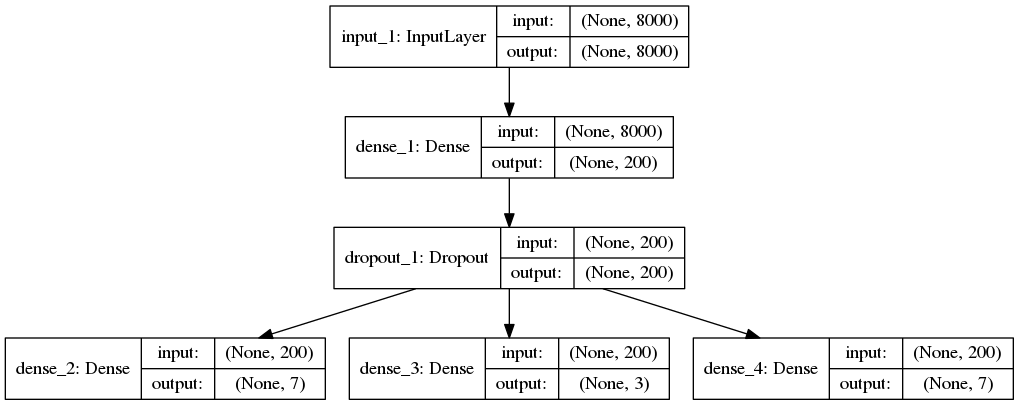 input_1: InputLayer
input: (None, 8000)
output: (None, 8000)
dense_1: Dense
input: (None, 8000)
output: (None, 200)
dropout_1: Dropout
input: (None, 200)
output: (None, 200)
dense_2: Dense
input: (None, 200)
output: (None, 7)
dense_3: Dense
input: (None, 200)
output: (None, 3)
dense_4: Dense
input: (None, 200)
output: (None, 7)